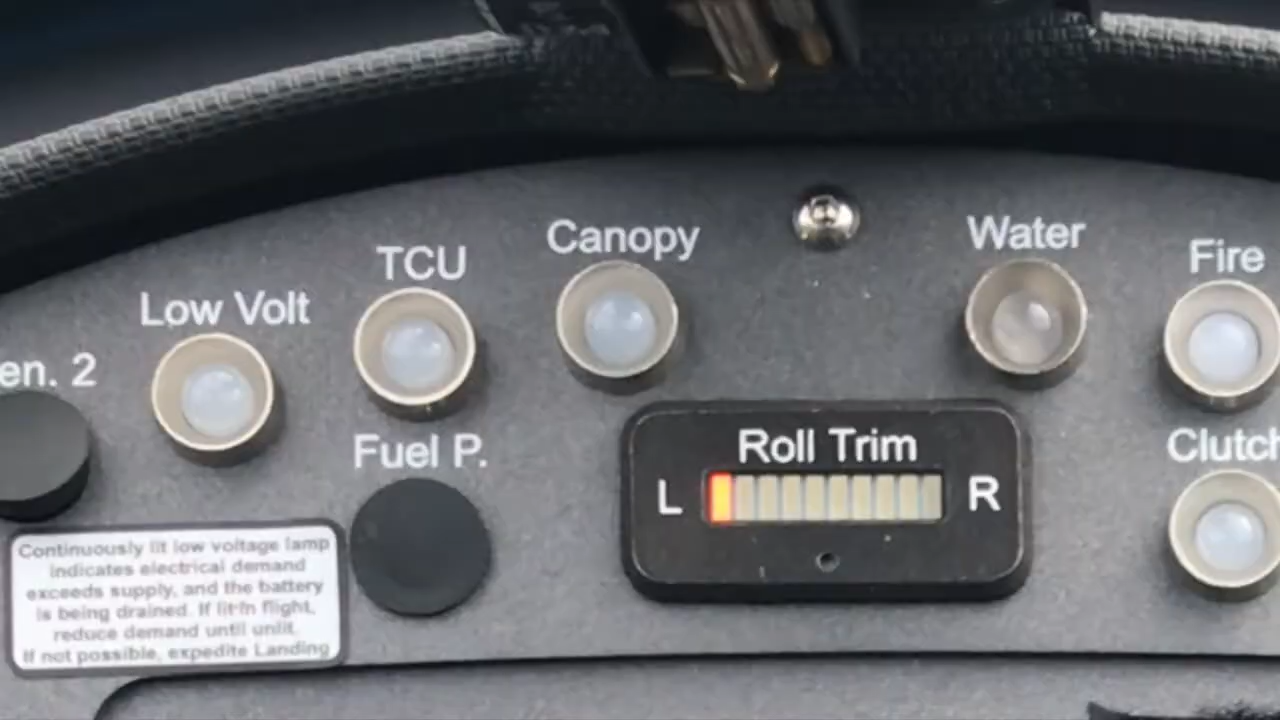 Canopy
Water
TCU
Fire
Low Volt
en. 2
Fuel P.
Roll Trim
Clutch
L
R
Continuously lit low voltage lamp
indicates electrical demand
exceeds supply, and the battery
is being drained. If lit in flight,
reduce demand until unlit.
If not possible, expedite Landing